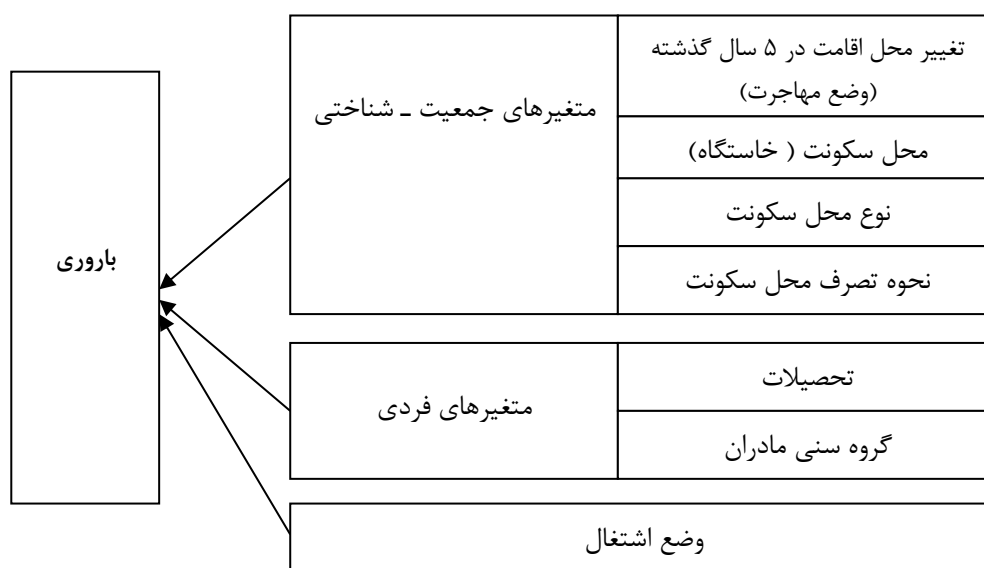 تغییر محل اقامت در ۵ سال گذشته
(وضع مهاجرت)
متغیرهای جمعیت ـ شناختی
محل سکونت ( خاستگاه)
نوع محل سکونت
نحوه تصرف محل سکونت
باروری
تحصیلات
متغیرهای فردی
گروه سنی مادران
وضع اشتغال